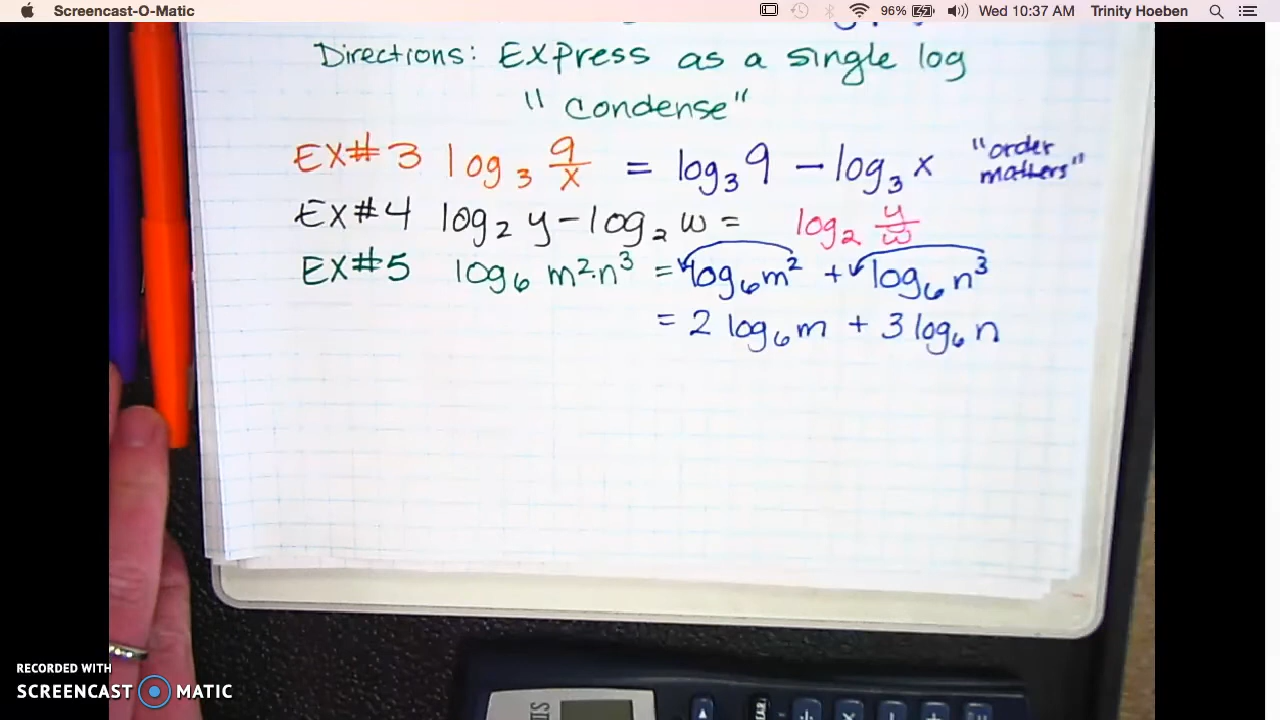 Screencast-O-Matic 96% Wed 10:37 AM Trinity Hoeben
Directions: Express as a single log
"condense"
EX#3 log₃ 9/x = log₃ 9 − log₃ x "order matters"
EX#4 log₂ y − log₂ w = log₂ y/w
EX#5 log₆ m²·n³ = log₆ m² + log₆ n³
= 2 log₆ m + 3 log₆ n
RECORDED WITH
SCREENCAST O MATIC